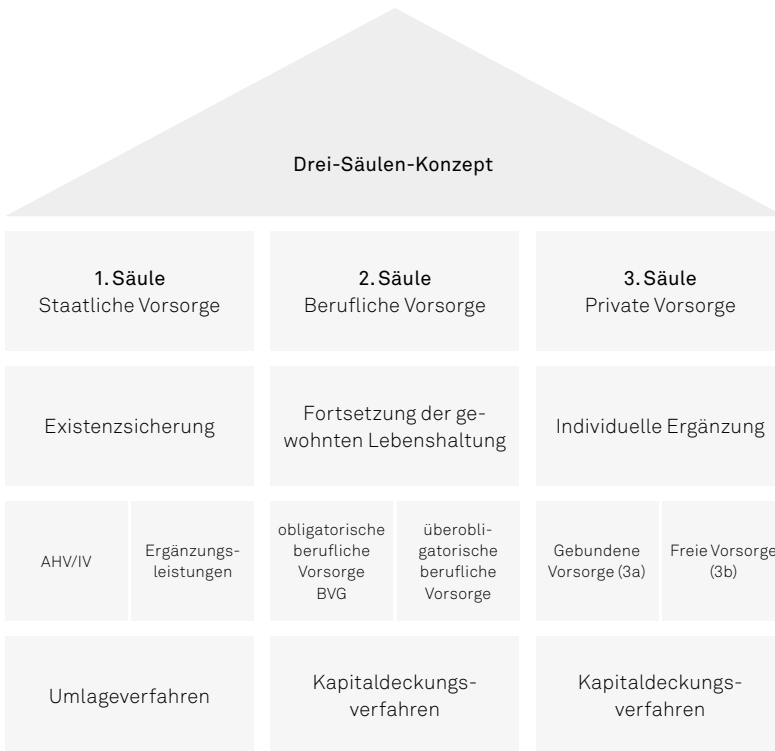 Drei-Säulen-Konzept
1. Säule
Staatliche Vorsorge
2. Säule
Berufliche Vorsorge
3. Säule
Private Vorsorge
Existenzsicherung
Fortsetzung der ge-
wohnten Lebenshaltung
Individuelle Ergänzung
AHV/IV
Ergänzungs-
leistungen
obligatorische
berufliche
Vorsorge
BVG
überobli-
gatorische
berufliche
Vorsorge
Gebundene
Vorsorge (3a)
Freie Vorsorge
(3b)
Umlageverfahren
Kapitaldeckungs-
verfahren
Kapitaldeckungs-
verfahren